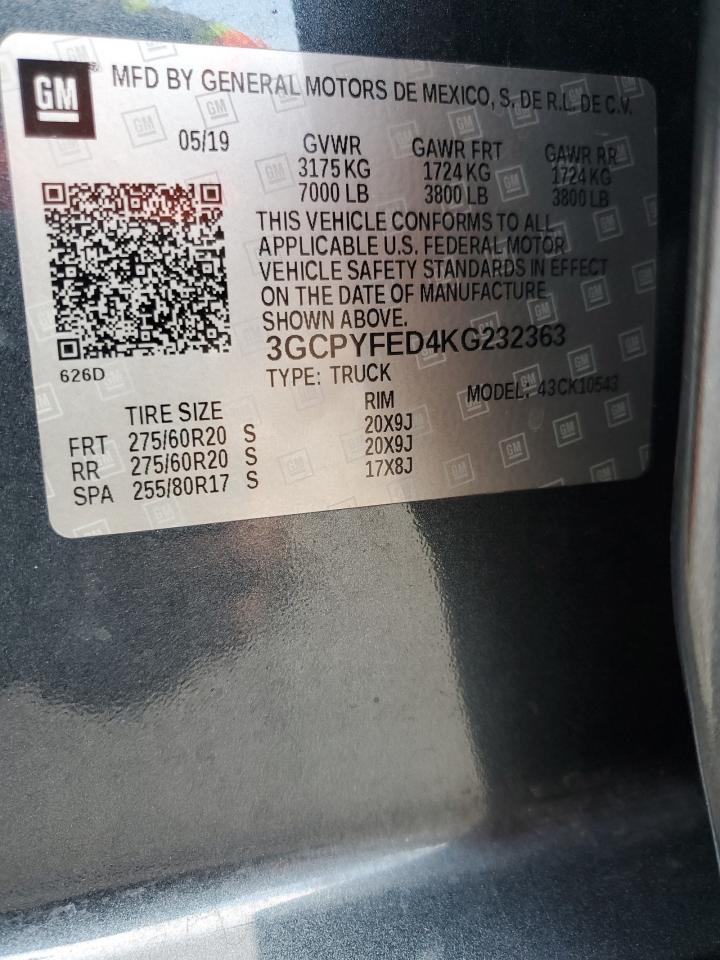 GM
MFD BY GENERAL MOTORS DE MEXICO, S. DE R.L. DE C.V.
05/19
GVWR GAWR FRT GAWR RR
3175 KG 1724 KG 1724 KG
7000 LB 3800 LB 3800 LB
THIS VEHICLE CONFORMS TO ALL
APPLICABLE U.S. FEDERAL MOTOR
VEHICLE SAFETY STANDARDS IN EFFECT
ON THE DATE OF MANUFACTURE
SHOWN ABOVE.
3GCPYFED4KG232363
626D
TYPE: TRUCK MODEL: 43CK10543
TIRE SIZE RIM
FRT 275/60R20 S 20X9J
RR 275/60R20 S 20X9J
SPA 255/80R17 S 17X8J